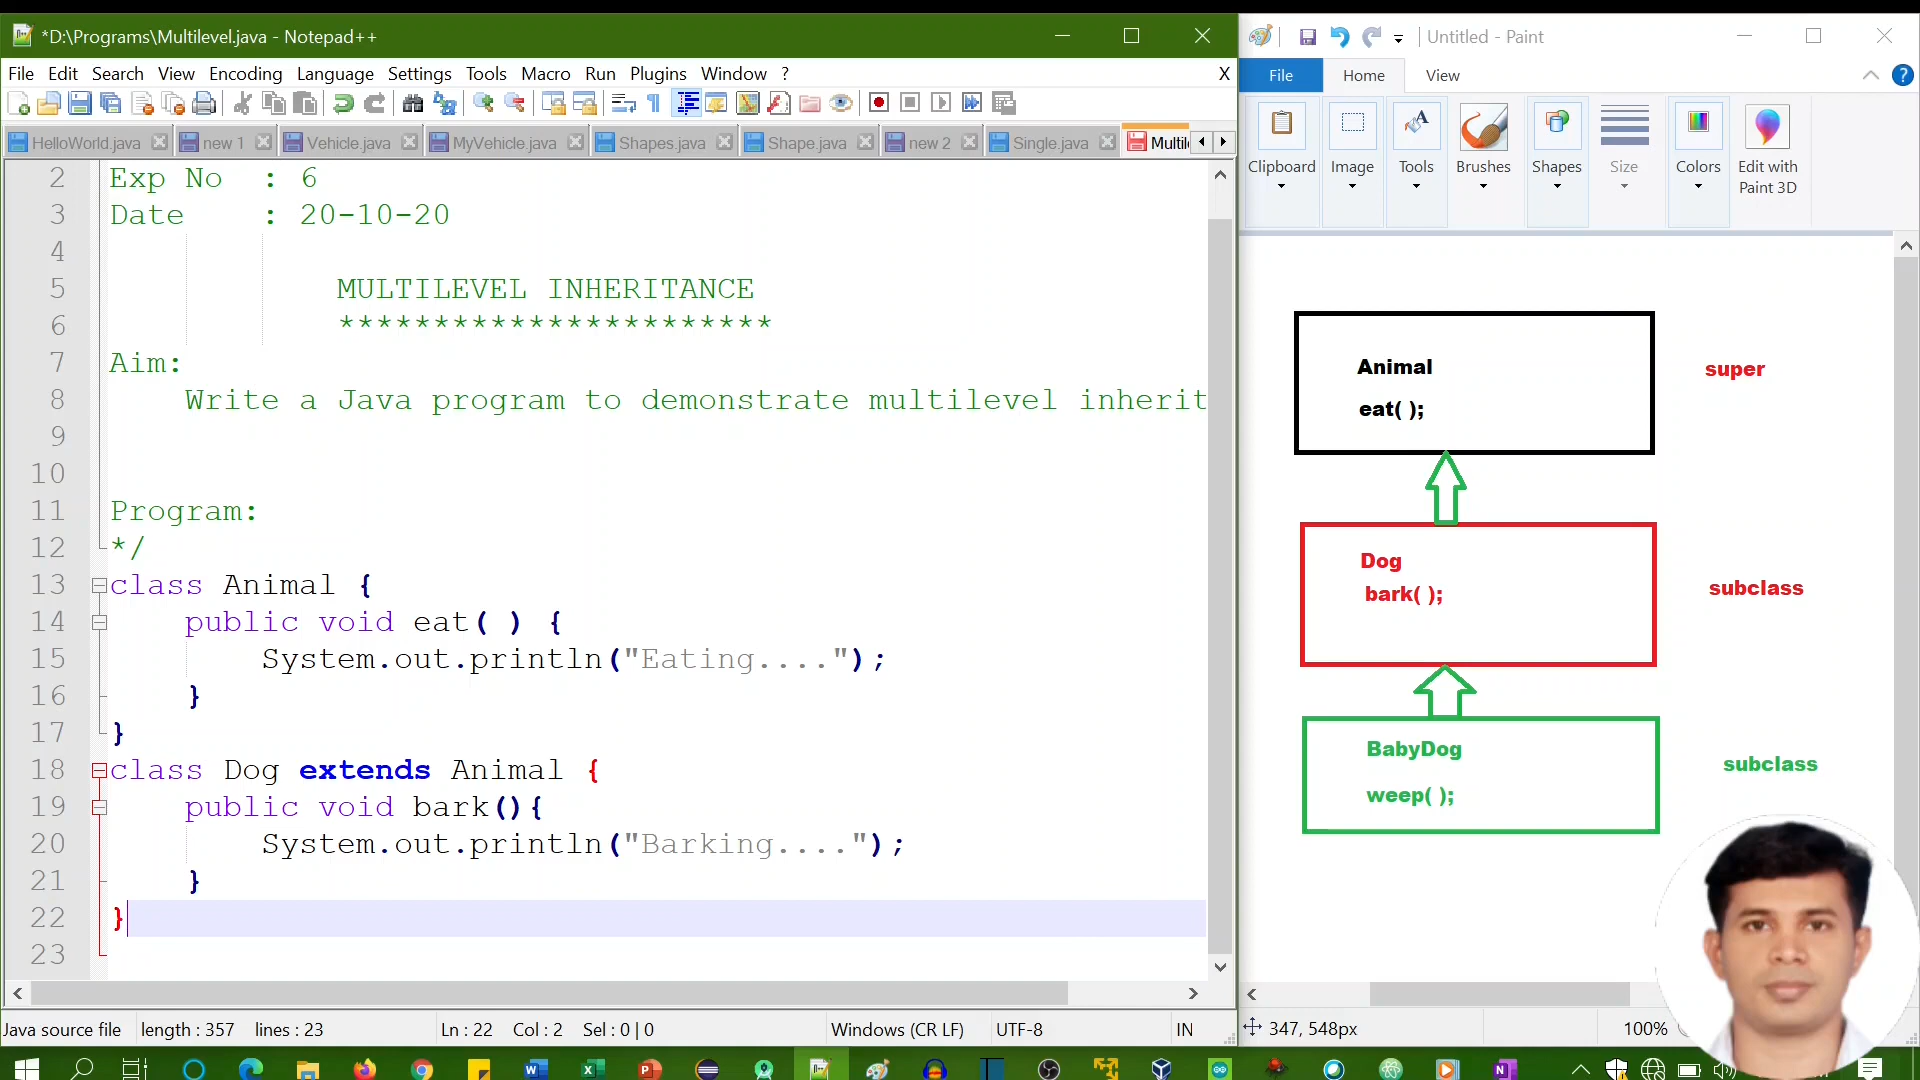 *D:\Programs\Multilevel.java - Notepad++
File Edit Search View Encoding Language Settings Tools Macro Run Plugins Window ? X
HelloWorld.java new 1 Vehicle.java MyVehicle.java Shapes.java Shape.java new 2 Single.java Multil
2 Exp No : 6
3 Date : 20-10-20
4
5 MULTILEVEL INHERITANCE
6 ***********************
7 Aim:
8 Write a Java program to demonstrate multilevel inherit
9
10
11 Program:
12 */
13 class Animal {
14 public void eat( ) {
15 System.out.println("Eating....");
16 }
17 }
18 class Dog extends Animal {
19 public void bark(){
20 System.out.println("Barking....");
21 }
22 }
23
Java source file length : 357 lines : 23 Ln : 22 Col : 2 Sel : 0 | 0 Windows (CR LF) UTF-8 IN
Untitled - Paint
File Home View
Clipboard Image Tools Brushes Shapes Size Colors Edit with
Paint 3D
Animal
eat( );
super
Dog
bark( );
subclass
BabyDog
weep( );
subclass
347, 548px 100%